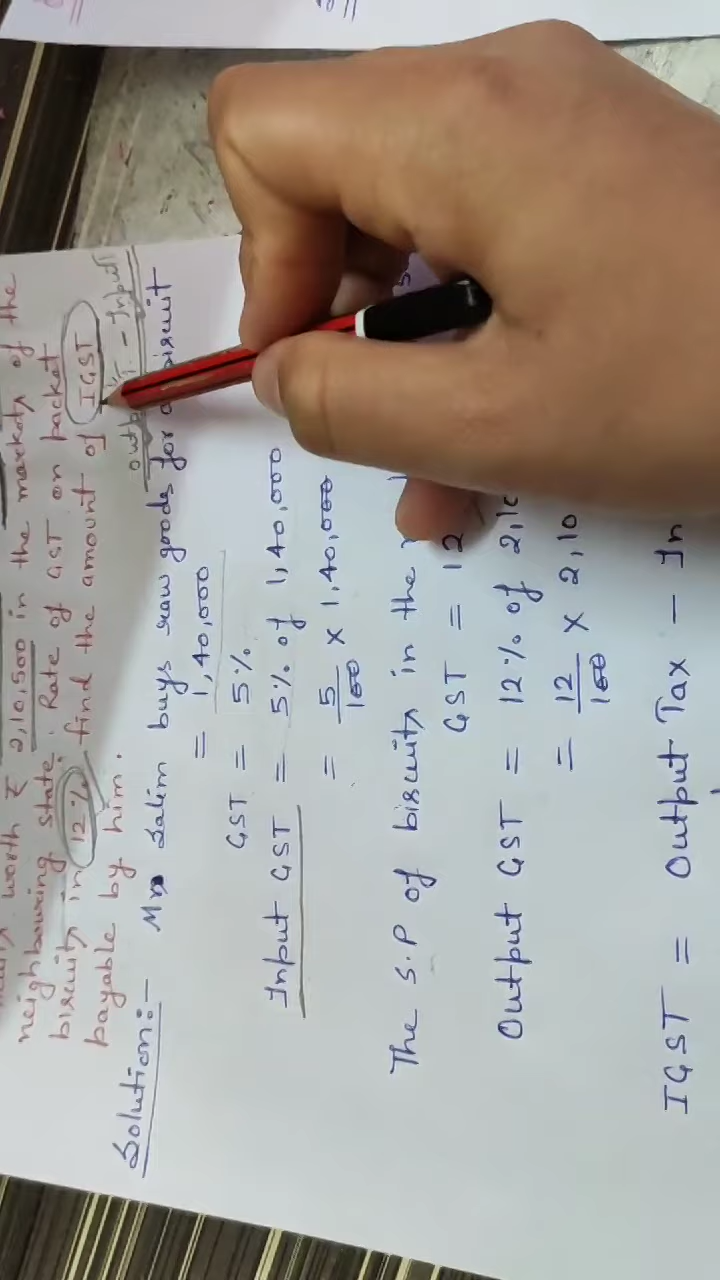 worth ₹ 2,10,500 in the markets of the
neighbouring state. Rate of GST on packet
biscuits in 12%, find the amount of IGST
payable by him.
Output - Input
Solution:- Mr Salim buys raw goods for a biscuit
= 1,40,000
GST = 5%
Input GST = 5% of 1,40,000
= 5/100 x 1,40,000
The S.P of biscuits in the
GST = 12
Output GST = 12% of 2,10
= 12/100 x 2,10
IGST = Output Tax - In